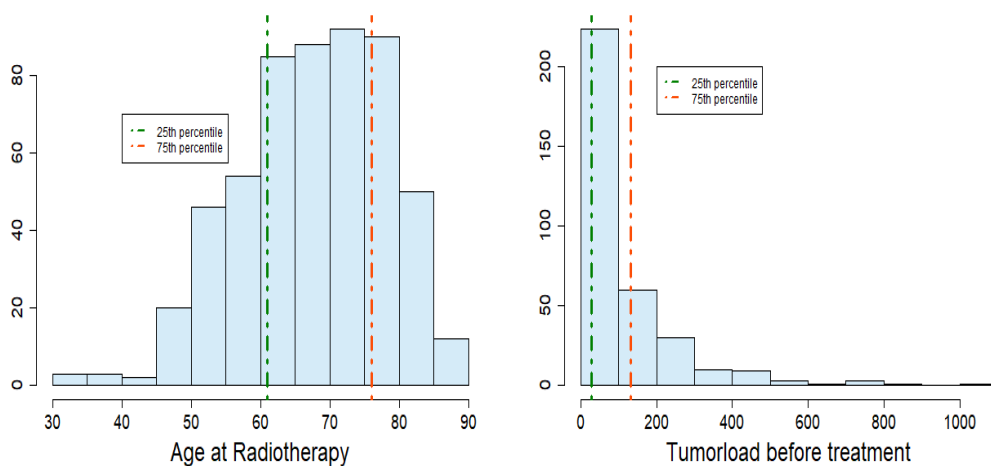 0 20 40 60 80
25th percentile
75th percentile
30 40 50 60 70 80 90
Age at Radiotherapy
0 50 100 150 200
25th percentile
75th percentile
0 200 400 600 800 1000
Tumorload before treatment